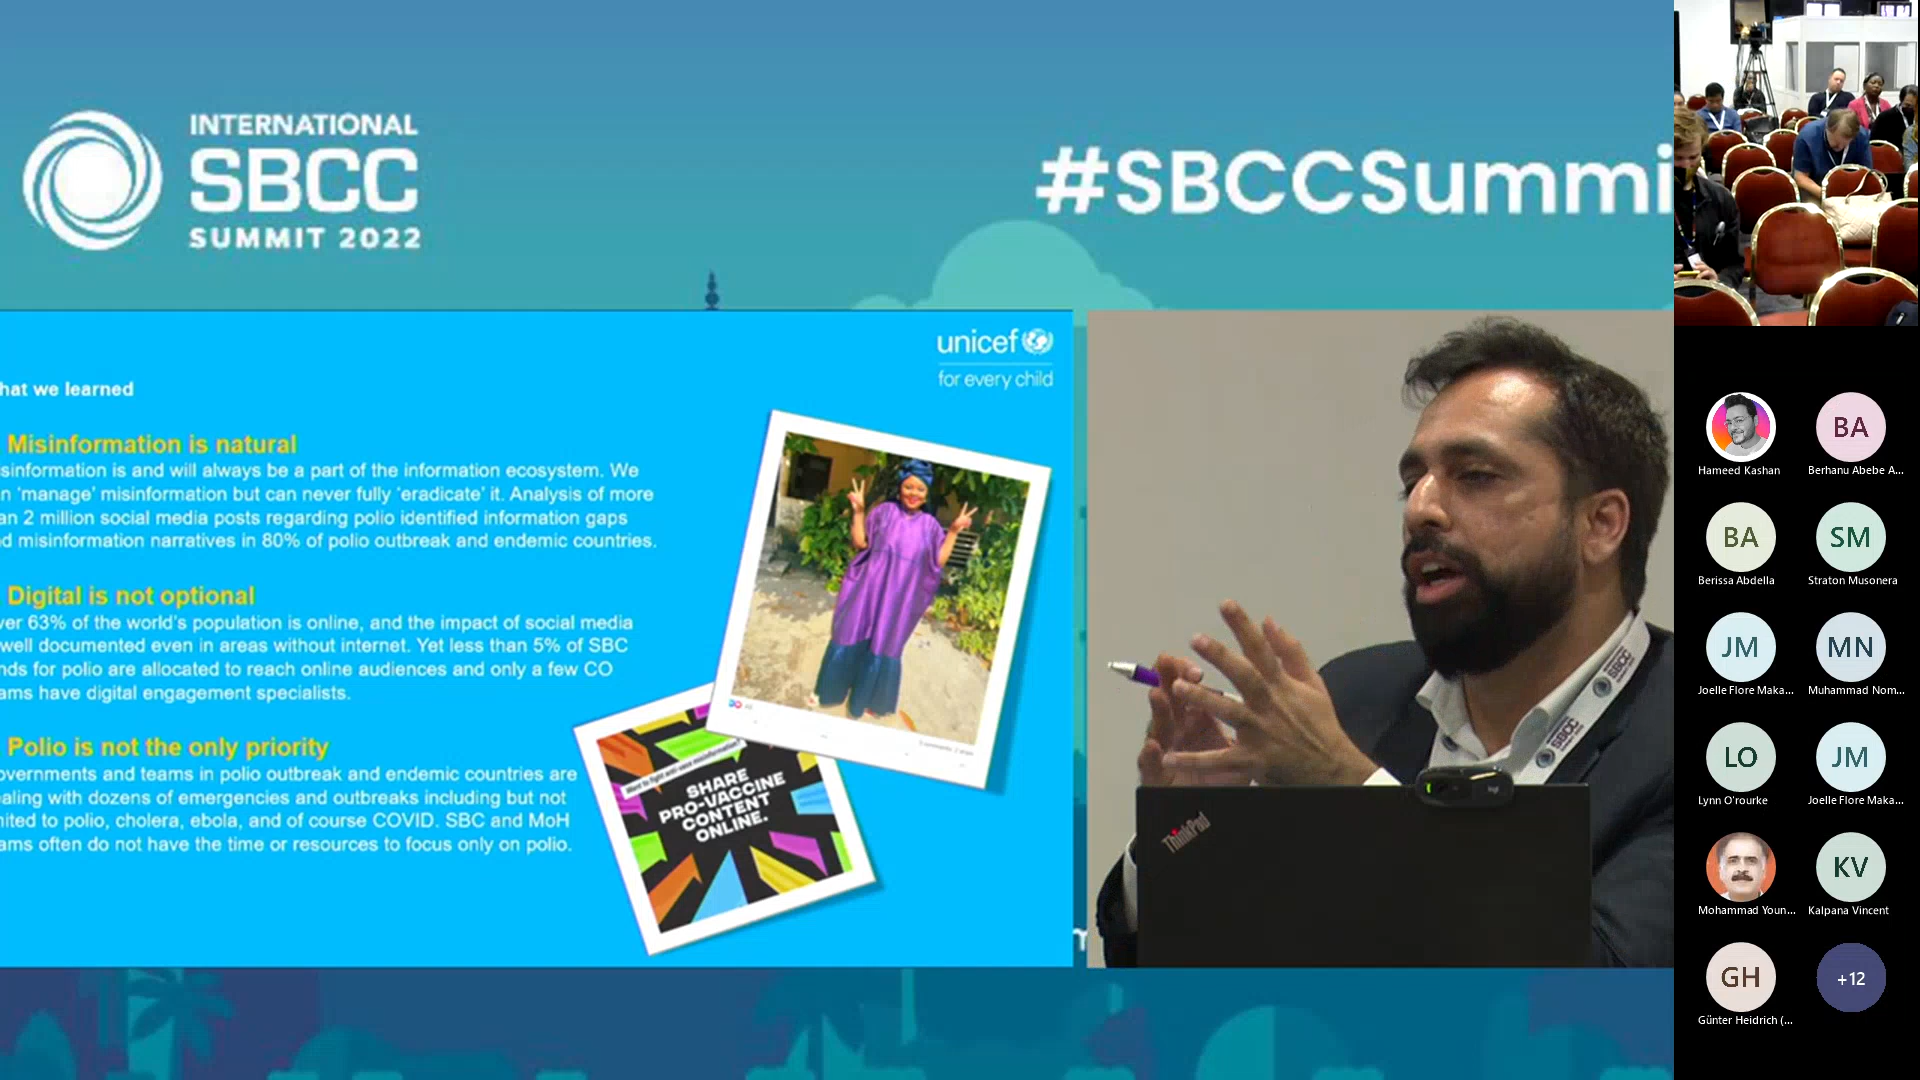 INTERNATIONAL
SBCC
SUMMIT 2022
#SBCCSummi
unicef
for every child
hat we learned
Misinformation is natural
sinformation is and will always be a part of the information ecosystem. We
n ‘manage’ misinformation but can never fully ‘eradicate’ it. Analysis of more
an 2 million social media posts regarding polio identified information gaps
d misinformation narratives in 80% of polio outbreak and endemic countries.
Digital is not optional
ver 63% of the world's population is online, and the impact of social media
well documented even in areas without internet. Yet less than 5% of SBC
nds for polio are allocated to reach online audiences and only a few CO
ams have digital engagement specialists.
Polio is not the only priority
overnments and teams in polio outbreak and endemic countries are
ealing with dozens of emergencies and outbreaks including but not
nited to polio, cholera, ebola, and of course COVID. SBC and MoH
ams often do not have the time or resources to focus only on polio.
Want to fight anti-vaxx misinformation?
SHARE
PRO-VACCINE
CONTENT
ONLINE.
ThinkPad
SBCC
SBCC
Hameed Kashan
BA
Berhanu Abebe A...
BA
Berissa Abdella
SM
Straton Musonera
JM
Joelle Flore Maka...
MN
Muhammad Nom...
LO
Lynn O'rourke
JM
Joelle Flore Maka...
Mohammad Youn...
KV
Kalpana Vincent
GH
Günter Heidrich (...
+12